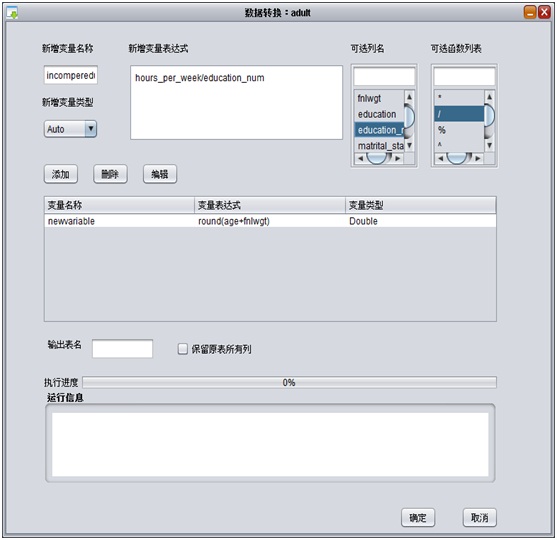 数据转换：adult
新增变量名称
新增变量表达式
可选列名
可选函数列表
incompered
hours_per_week/education_num
新增变量类型
Auto
fnlwgt
education
education_n
matrital_sta
*
/
%
^
添加
删除
编辑
变量名称
变量表达式
变量类型
newvariable
round(age+fnlwgt)
Double
输出表名
保留原表所有列
执行进度
0%
运行信息
确定
取消